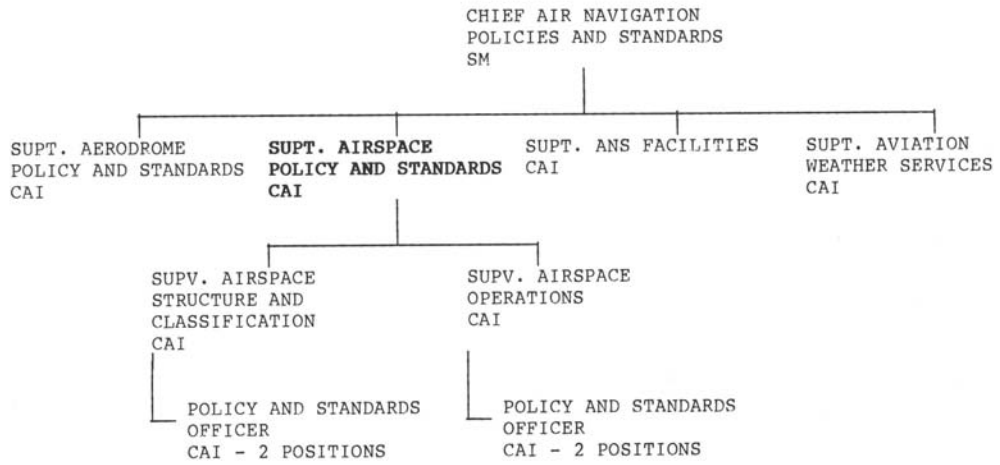 CHIEF AIR NAVIGATION
POLICIES AND STANDARDS
SM
SUPT. AERODROME
POLICY AND STANDARDS
CAI
SUPT. AIRSPACE
POLICY AND STANDARDS
CAI
SUPT. ANS FACILITIES
CAI
SUPT. AVIATION
WEATHER SERVICES
CAI
SUPV. AIRSPACE
STRUCTURE AND
CLASSIFICATION
CAI
SUPV. AIRSPACE
OPERATIONS
CAI
POLICY AND STANDARDS
OFFICER
CAI - 2 POSITIONS
POLICY AND STANDARDS
OFFICER
CAI - 2 POSITIONS